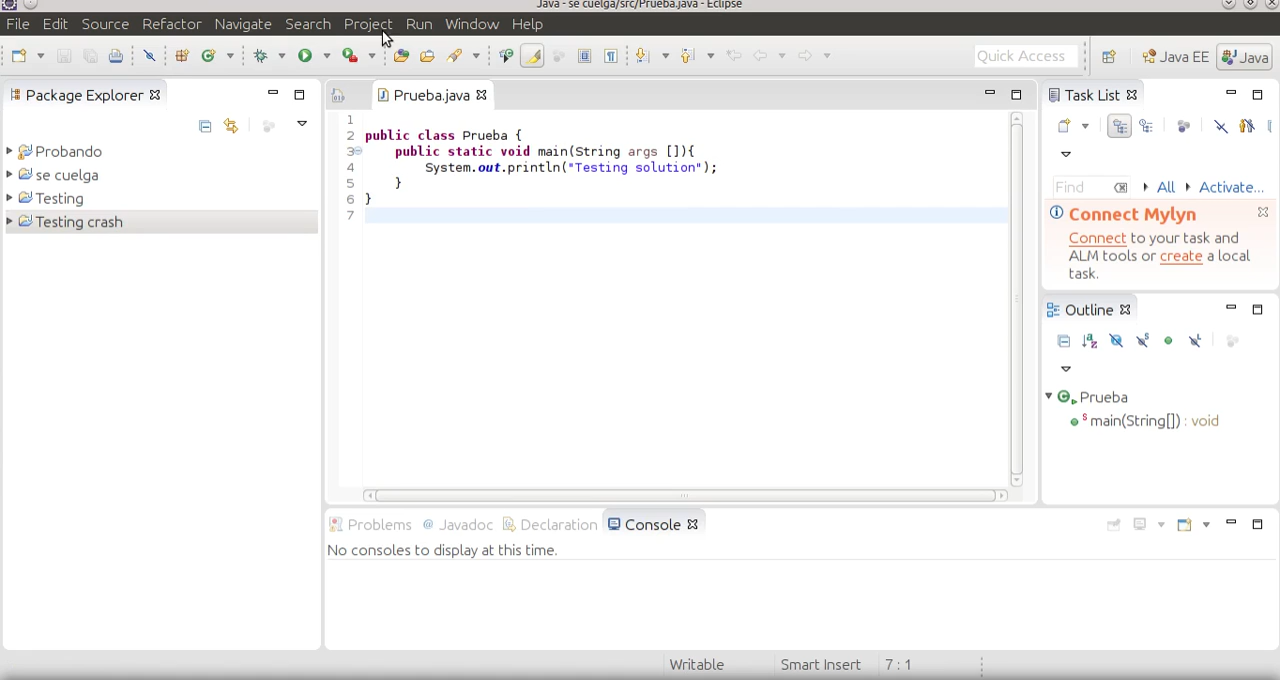 Java - se cuelga/src/Prueba.java - Eclipse
File Edit Source Refactor Navigate Search Project Run Window Help
Quick Access Java EE Java
Package Explorer
Probando
se cuelga
Testing
Testing crash
Prueba.java
1
2 public class Prueba {
3 public static void main(String args []){
4 System.out.println("Testing solution");
5 }
6 }
7
Task List
Find All Activate...
Connect Mylyn
Connect to your task and
ALM tools or create a local
task.
Outline
Prueba
main(String[]) : void
Problems Javadoc Declaration Console
No consoles to display at this time.
Writable Smart Insert 7 : 1